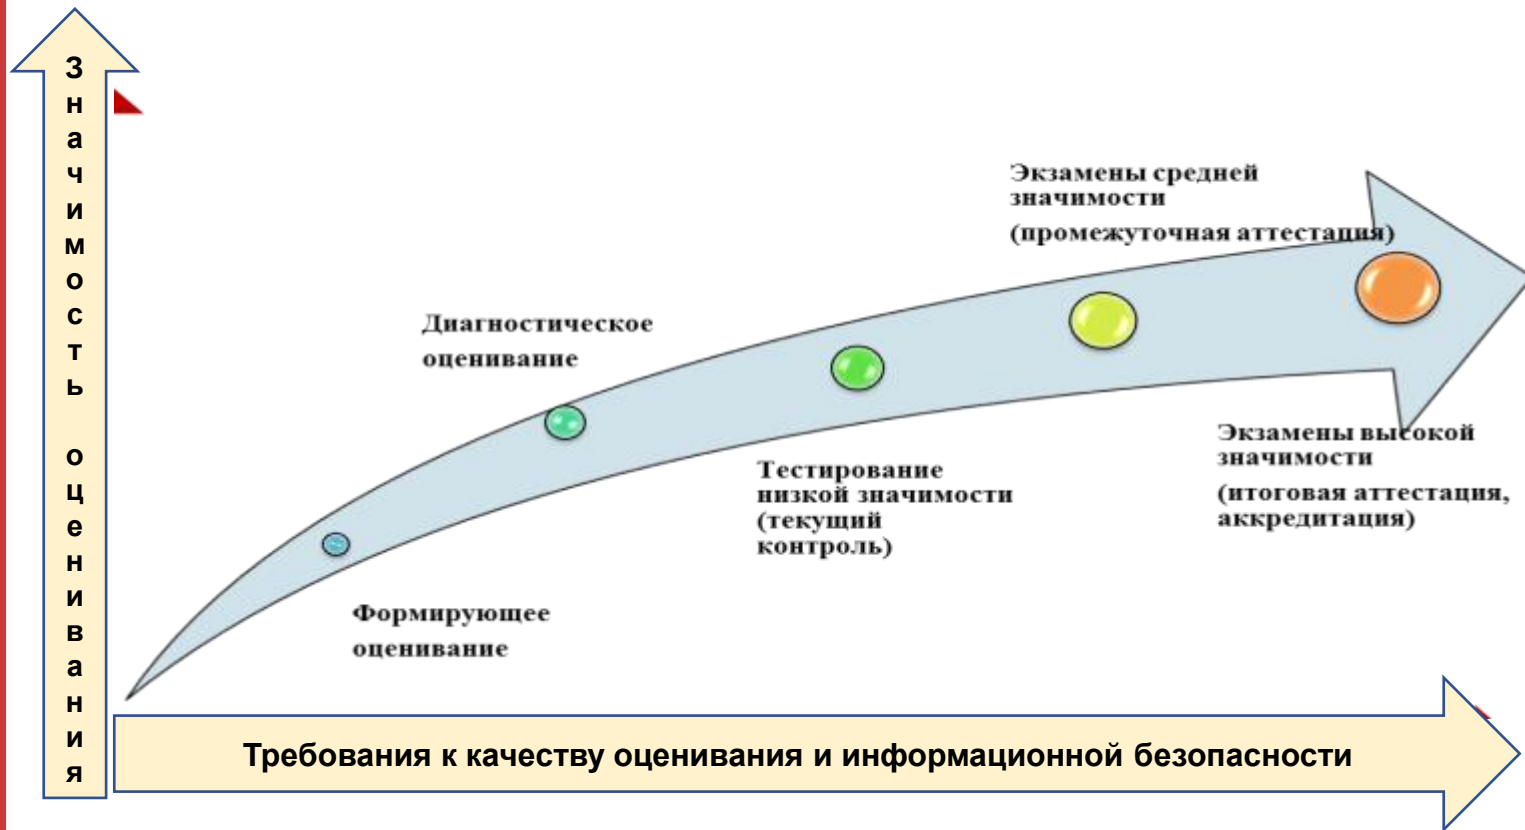 Значимость оценивания
Экзамены средней
значимости
(промежуточная аттестация)
Диагностическое
оценивание
Экзамены высокой
значимости
(итоговая аттестация,
аккредитация)
Тестирование
низкой значимости
(текущий
контроль)
Формирующее
оценивание
Требования к качеству оценивания и информационной безопасности